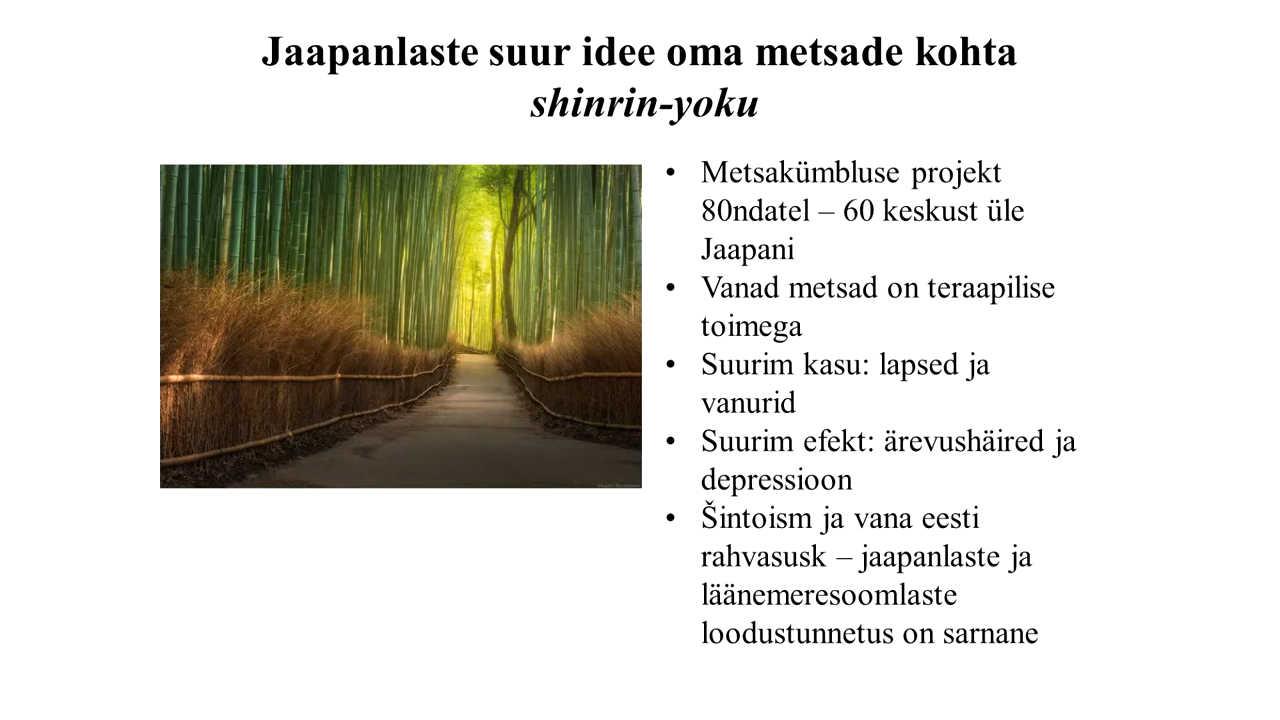 Jaapanlaste suur idee oma metsade kohta
shinrin-yoku
• Metsakümbluse projekt
80ndatel – 60 keskust üle
Jaapani
• Vanad metsad on teraapilise
toimega
• Suurim kasu: lapsed ja
vanurid
• Suurim efekt: ärevushäired ja
depressioon
• Šintoism ja vana eesti
rahvasusk – jaapanlaste ja
läänemeresoomlaste
loodustunnetus on sarnane